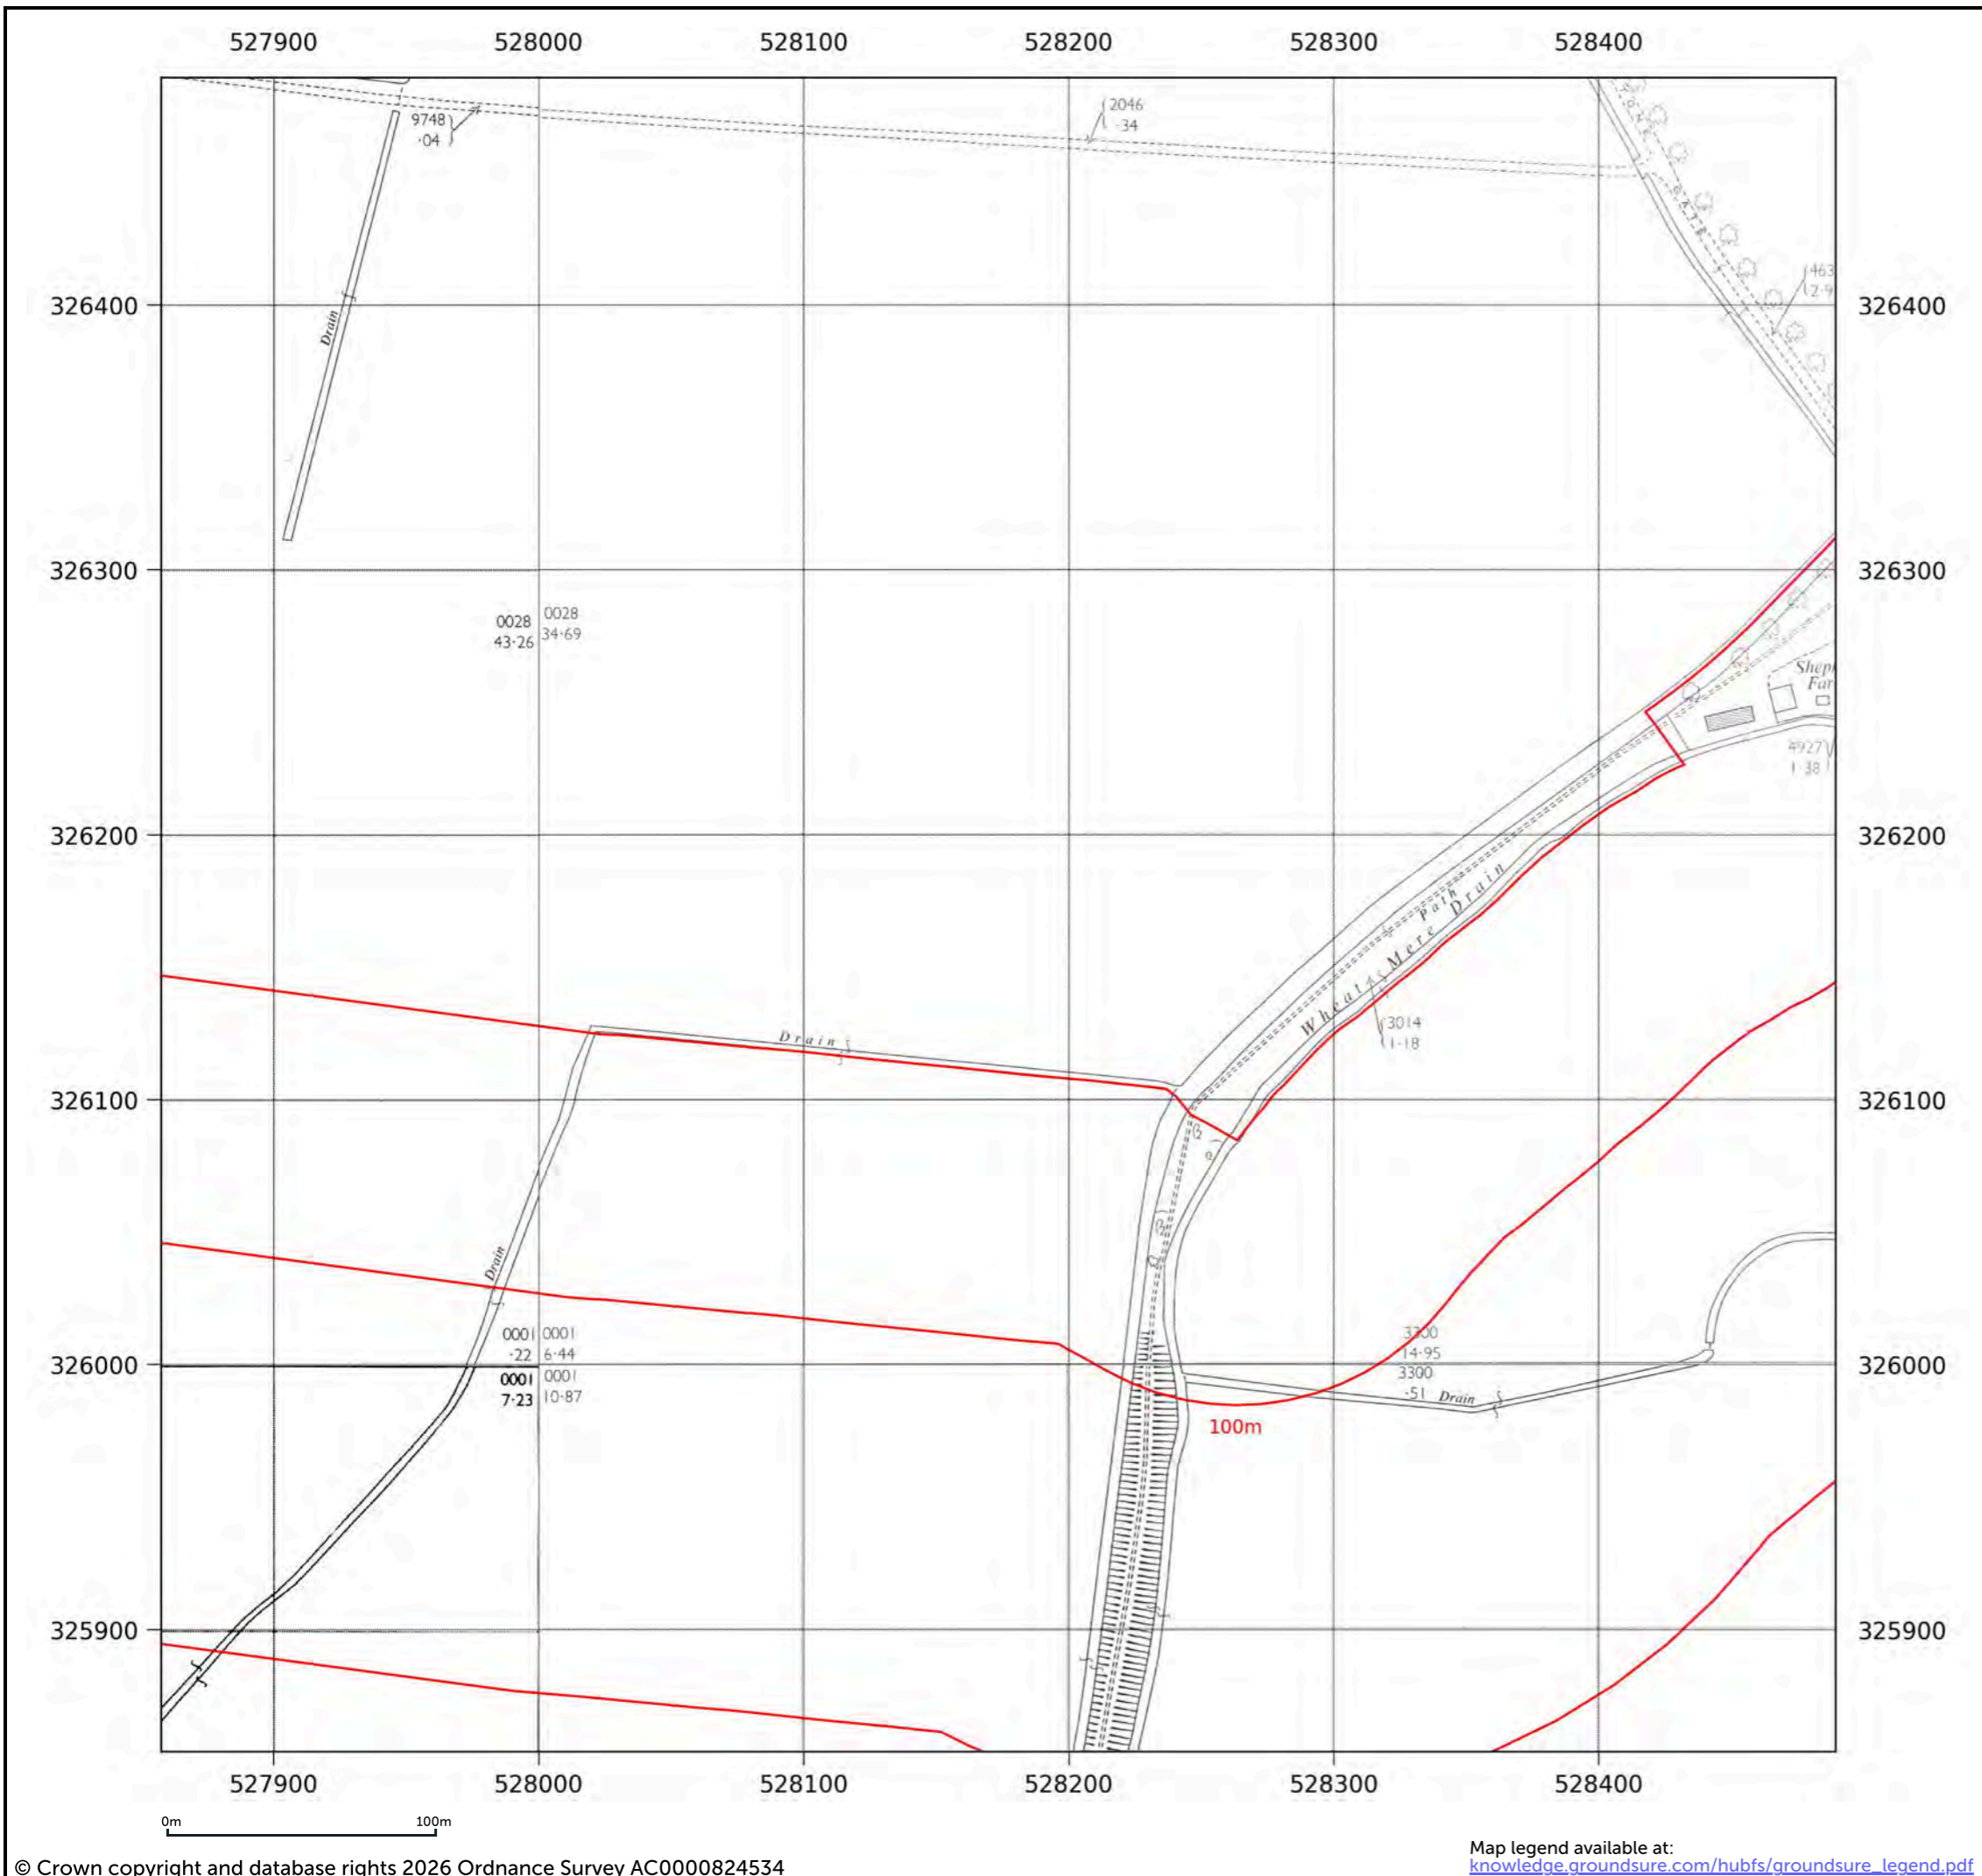 527900 528000 528100 528200 528300 528400
9748
·04
2046
·34
463
2·9
326400 326400
Drain
326300 326300
0028 0028
43·26 34·69
Shep
Far
4927
1·38
326200 326200
Path
Wheat Mere Drain
3014
1·18
Drain
326100 326100
Drain
0001 0001
·22 6·44
3300
14·95
326000 326000
0001 0001
7·23 10·87
3300
·51 Drain
100m
325900 325900
527900 528000 528100 528200 528300 528400
0m 100m
Map legend available at:
knowledge.groundsure.com/hubfs/groundsure_legend.pdf
© Crown copyright and database rights 2026 Ordnance Survey AC0000824534